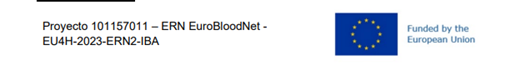 Proyecto 101157011 – ERN EuroBloodNet -
EU4H-2023-ERN2-IBA
Funded by the
European Union